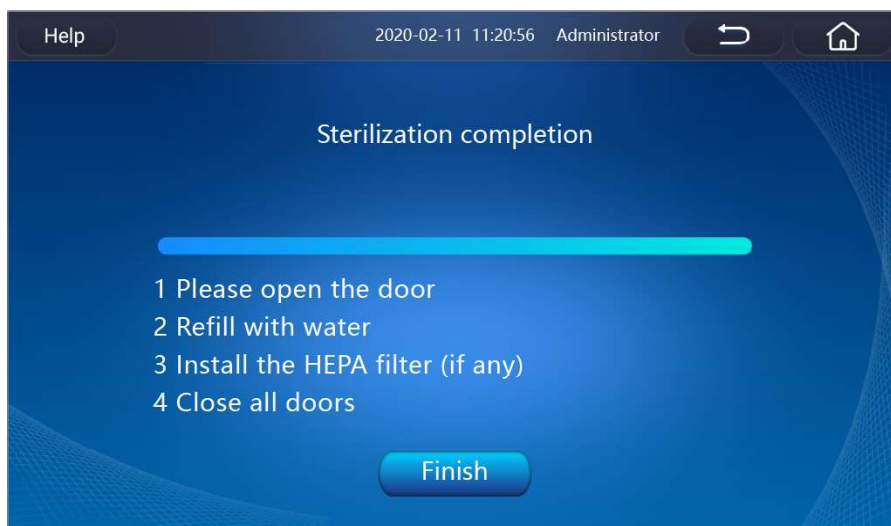 Help 2020-02-11 11:20:56 Administrator
Sterilization completion
1 Please open the door
2 Refill with water
3 Install the HEPA filter (if any)
4 Close all doors
Finish